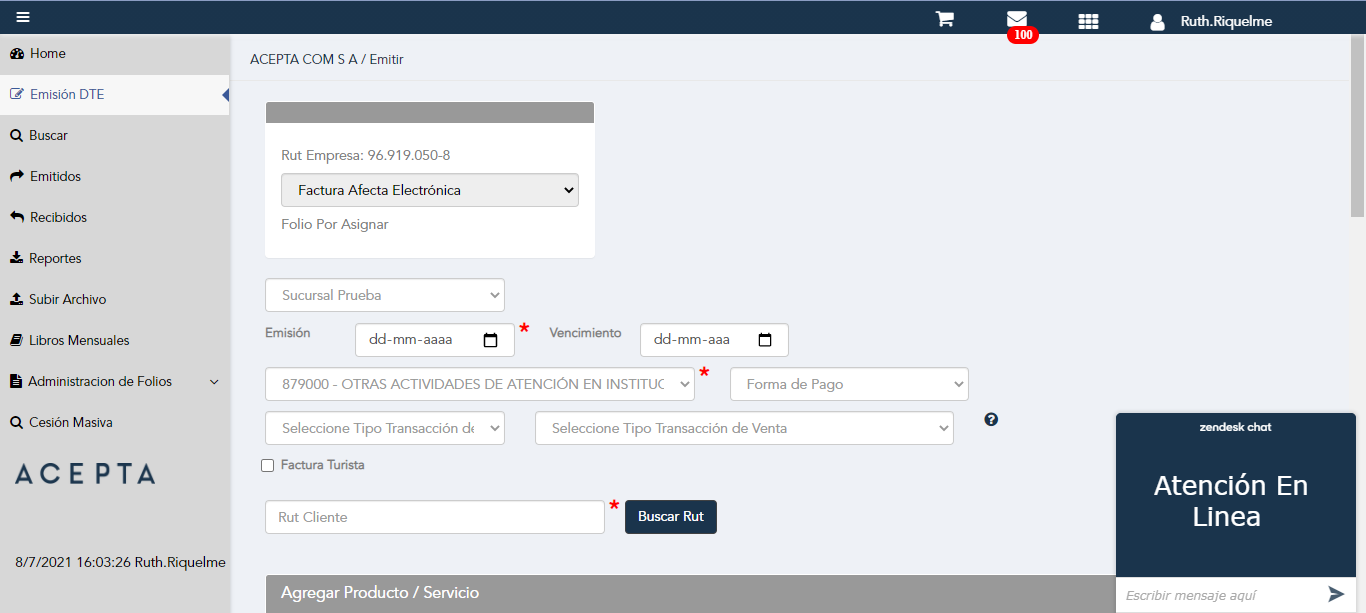 100
Ruth.Riquelme
Home
Emisión DTE
Buscar
Emitidos
Recibidos
Reportes
Subir Archivo
Libros Mensuales
Administracion de Folios
Cesión Masiva
ACEPTA
8/7/2021 16:03:26 Ruth.Riquelme
ACEPTA COM S A / Emitir
Rut Empresa: 96.919.050-8
Factura Afecta Electrónica
Folio Por Asignar
Sucursal Prueba
Emisión dd-mm-aaaa * Vencimiento dd-mm-aaa
879000 - OTRAS ACTIVIDADES DE ATENCIÓN EN INSTITUC * Forma de Pago
Seleccione Tipo Transacción de Seleccione Tipo Transacción de Venta ?
Factura Turista
Rut Cliente * Buscar Rut
Agregar Producto / Servicio
zendesk chat
Atención En
Linea
Escribir mensaje aquí